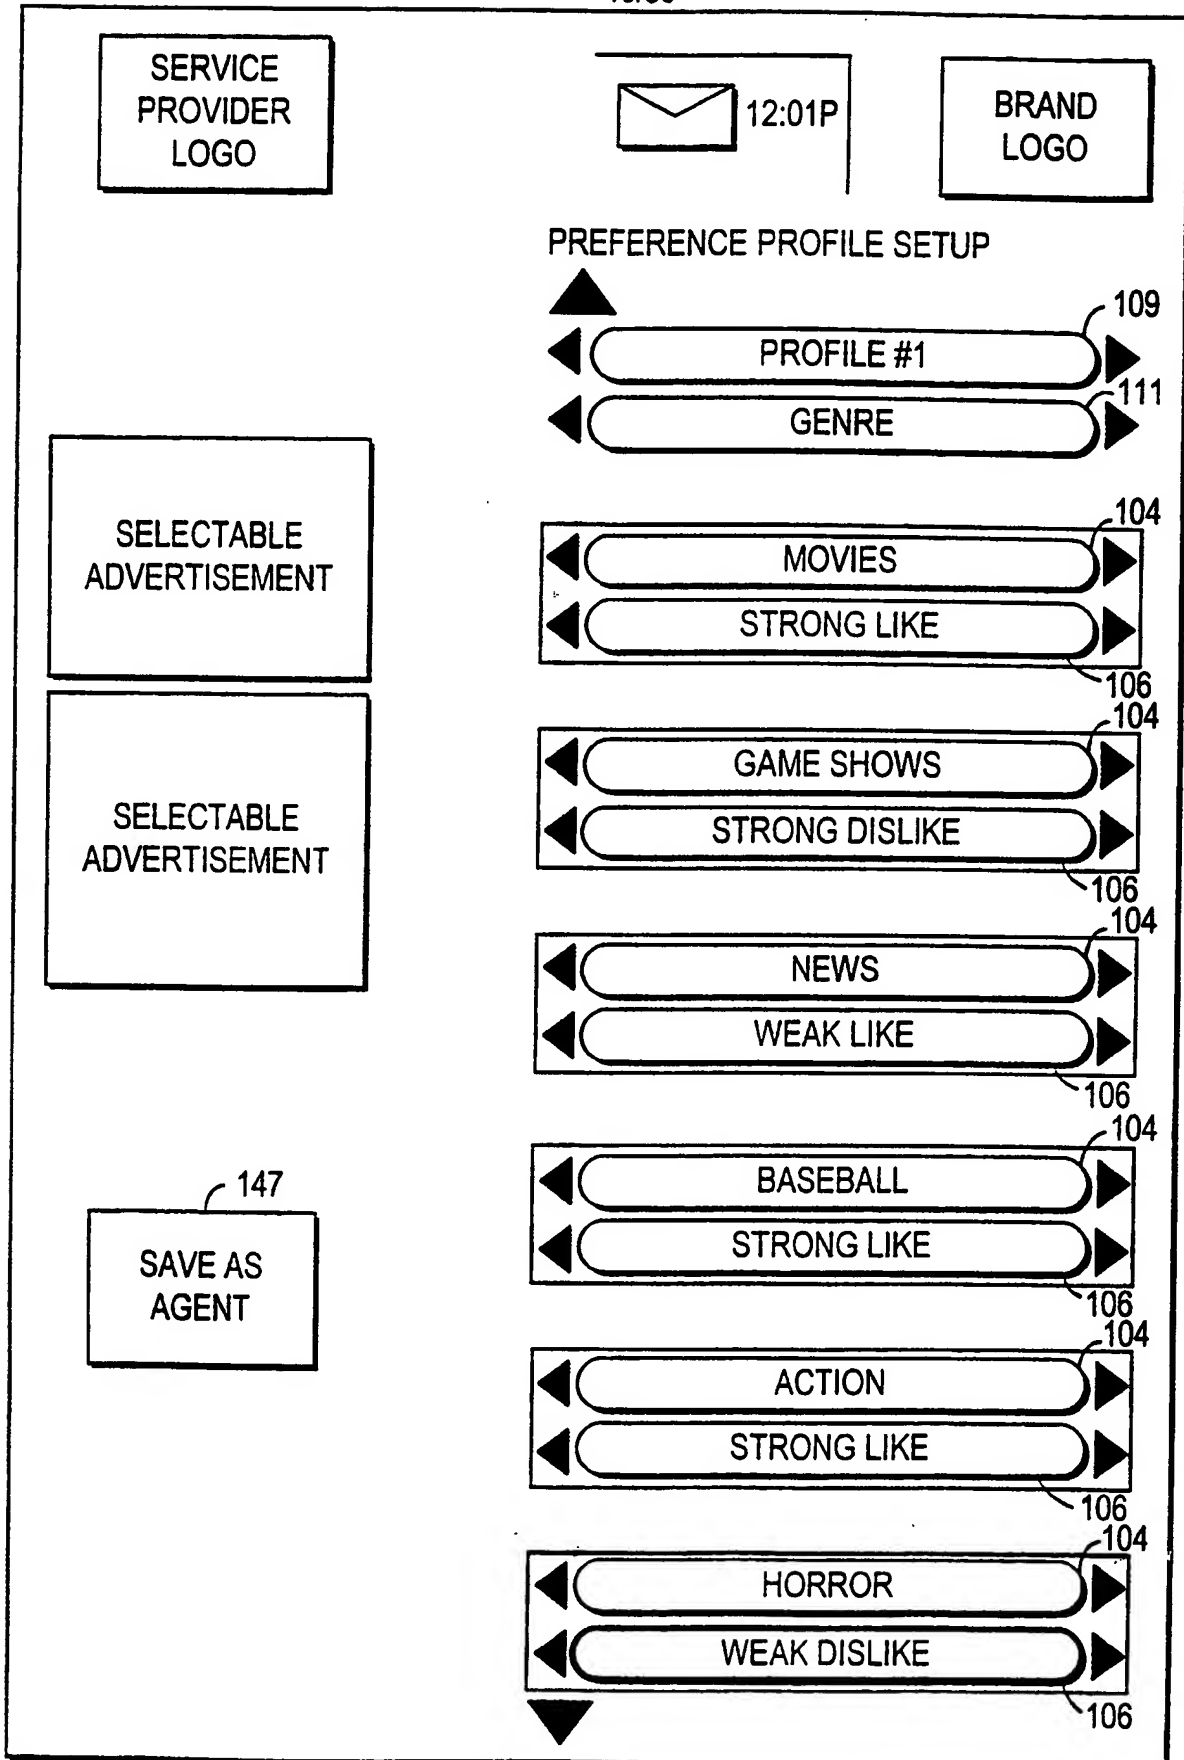 SERVICE
PROVIDER
LOGO
12:01P
BRAND
LOGO
PREFERENCE PROFILE SETUP
109
PROFILE #1
111
GENRE
SELECTABLE
ADVERTISEMENT
104
MOVIES
STRONG LIKE
106
SELECTABLE
ADVERTISEMENT
104
GAME SHOWS
STRONG DISLIKE
106
104
NEWS
WEAK LIKE
106
147
SAVE AS
AGENT
104
BASEBALL
STRONG LIKE
106
104
ACTION
STRONG LIKE
106
104
HORROR
WEAK DISLIKE
106